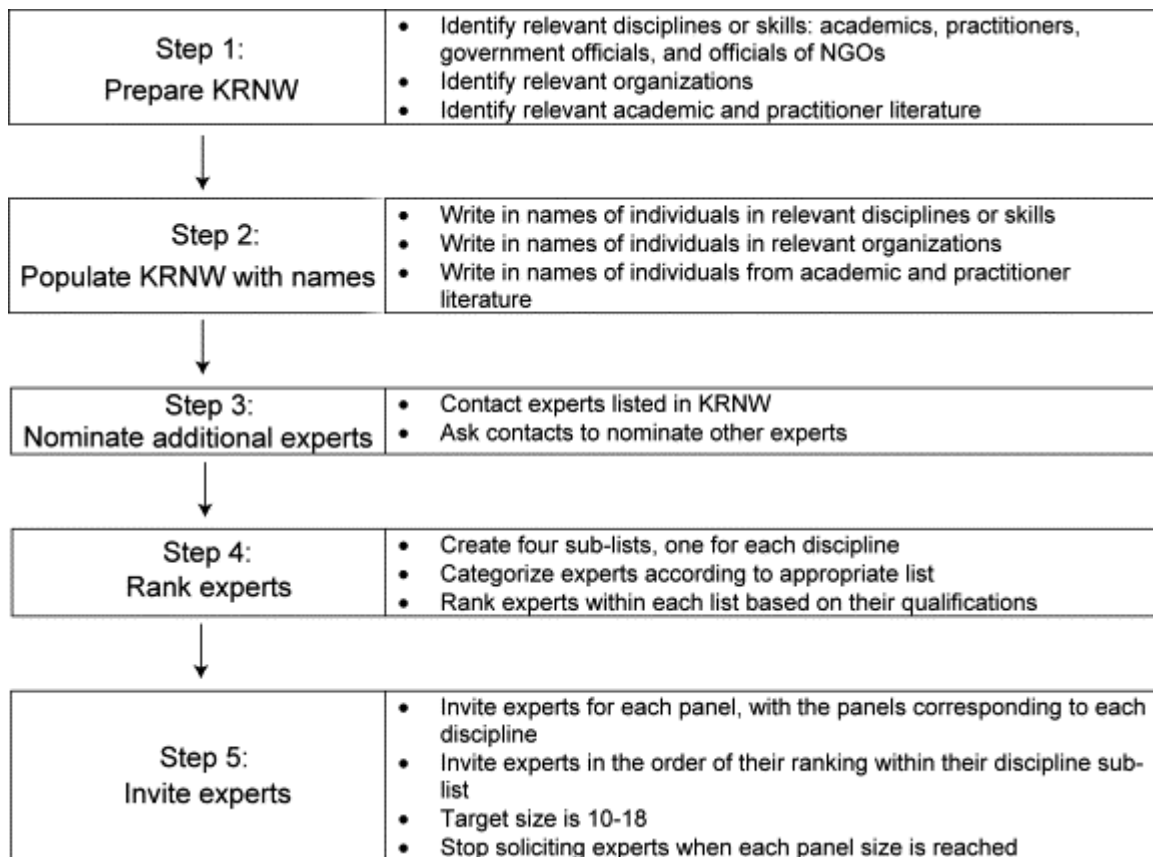 Step 1:
Prepare KRNW
• Identify relevant disciplines or skills: academics, practitioners,
government officials, and officials of NGOs
• Identify relevant organizations
• Identify relevant academic and practitioner literature
Step 2:
Populate KRNW with names
• Write in names of individuals in relevant disciplines or skills
• Write in names of individuals in relevant organizations
• Write in names of individuals from academic and practitioner
literature
Step 3:
Nominate additional experts
• Contact experts listed in KRNW
• Ask contacts to nominate other experts
Step 4:
Rank experts
• Create four sub-lists, one for each discipline
• Categorize experts according to appropriate list
• Rank experts within each list based on their qualifications
Step 5:
Invite experts
• Invite experts for each panel, with the panels corresponding to each
discipline
• Invite experts in the order of their ranking within their discipline sub-
list
• Target size is 10-18
• Stop soliciting experts when each panel size is reached